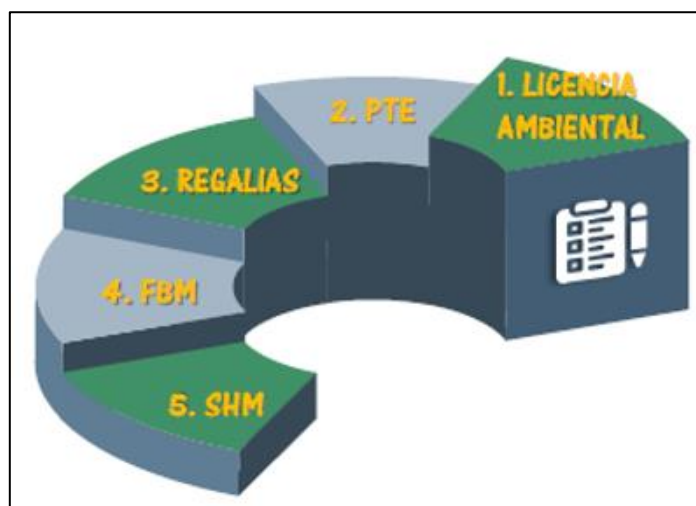 1. LICENCIA
AMBIENTAL
2. PTE
3. REGALIAS
4. FBM
5. SHM